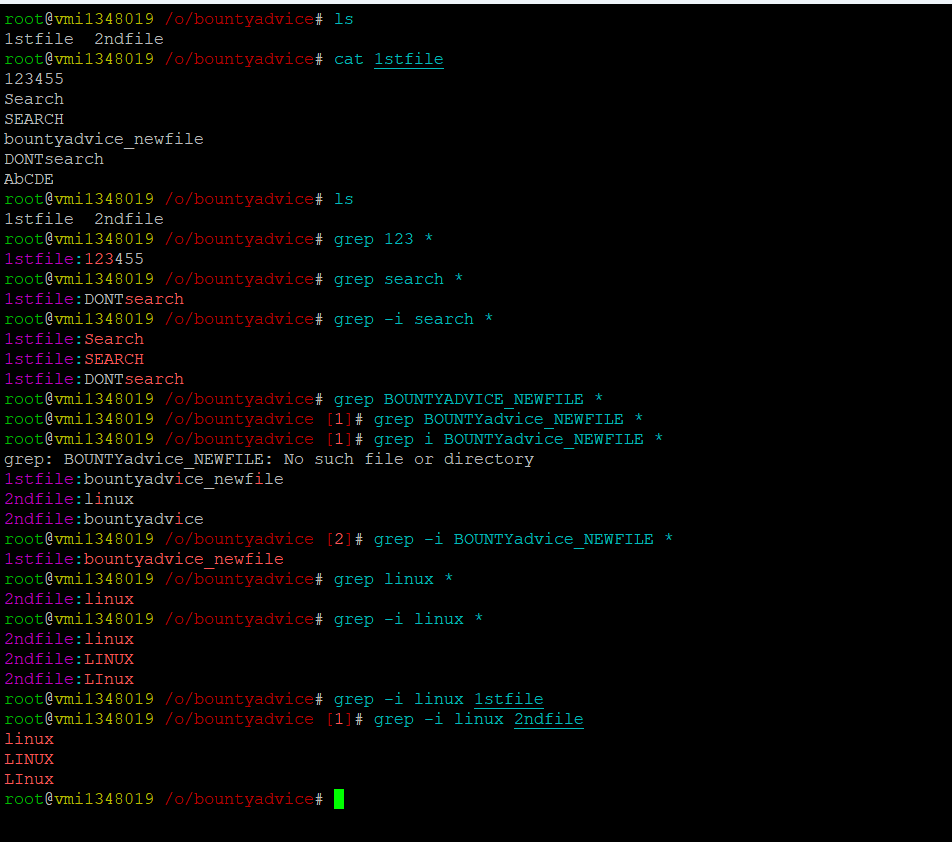 root@vmi1348019 /o/bountyadvice# ls
1stfile  2ndfile
root@vmi1348019 /o/bountyadvice# cat 1stfile
123455
Search
SEARCH
bountyadvice_newfile
DONTsearch
AbCDE
root@vmi1348019 /o/bountyadvice# ls
1stfile  2ndfile
root@vmi1348019 /o/bountyadvice# grep 123 *
1stfile:123455
root@vmi1348019 /o/bountyadvice# grep search *
1stfile:DONTsearch
root@vmi1348019 /o/bountyadvice# grep -i search *
1stfile:Search
1stfile:SEARCH
1stfile:DONTsearch
root@vmi1348019 /o/bountyadvice# grep BOUNTYADVICE_NEWFILE *
root@vmi1348019 /o/bountyadvice [1]# grep BOUNTYadvice_NEWFILE *
root@vmi1348019 /o/bountyadvice [1]# grep i BOUNTYadvice_NEWFILE *
grep: BOUNTYadvice_NEWFILE: No such file or directory
1stfile:bountyadvice_newfile
2ndfile:linux
2ndfile:bountyadvice
root@vmi1348019 /o/bountyadvice [2]# grep -i BOUNTYadvice_NEWFILE *
1stfile:bountyadvice_newfile
root@vmi1348019 /o/bountyadvice# grep linux *
2ndfile:linux
root@vmi1348019 /o/bountyadvice# grep -i linux *
2ndfile:linux
2ndfile:LINUX
2ndfile:LInux
root@vmi1348019 /o/bountyadvice# grep -i linux 1stfile
root@vmi1348019 /o/bountyadvice [1]# grep -i linux 2ndfile
linux
LINUX
LInux
root@vmi1348019 /o/bountyadvice#